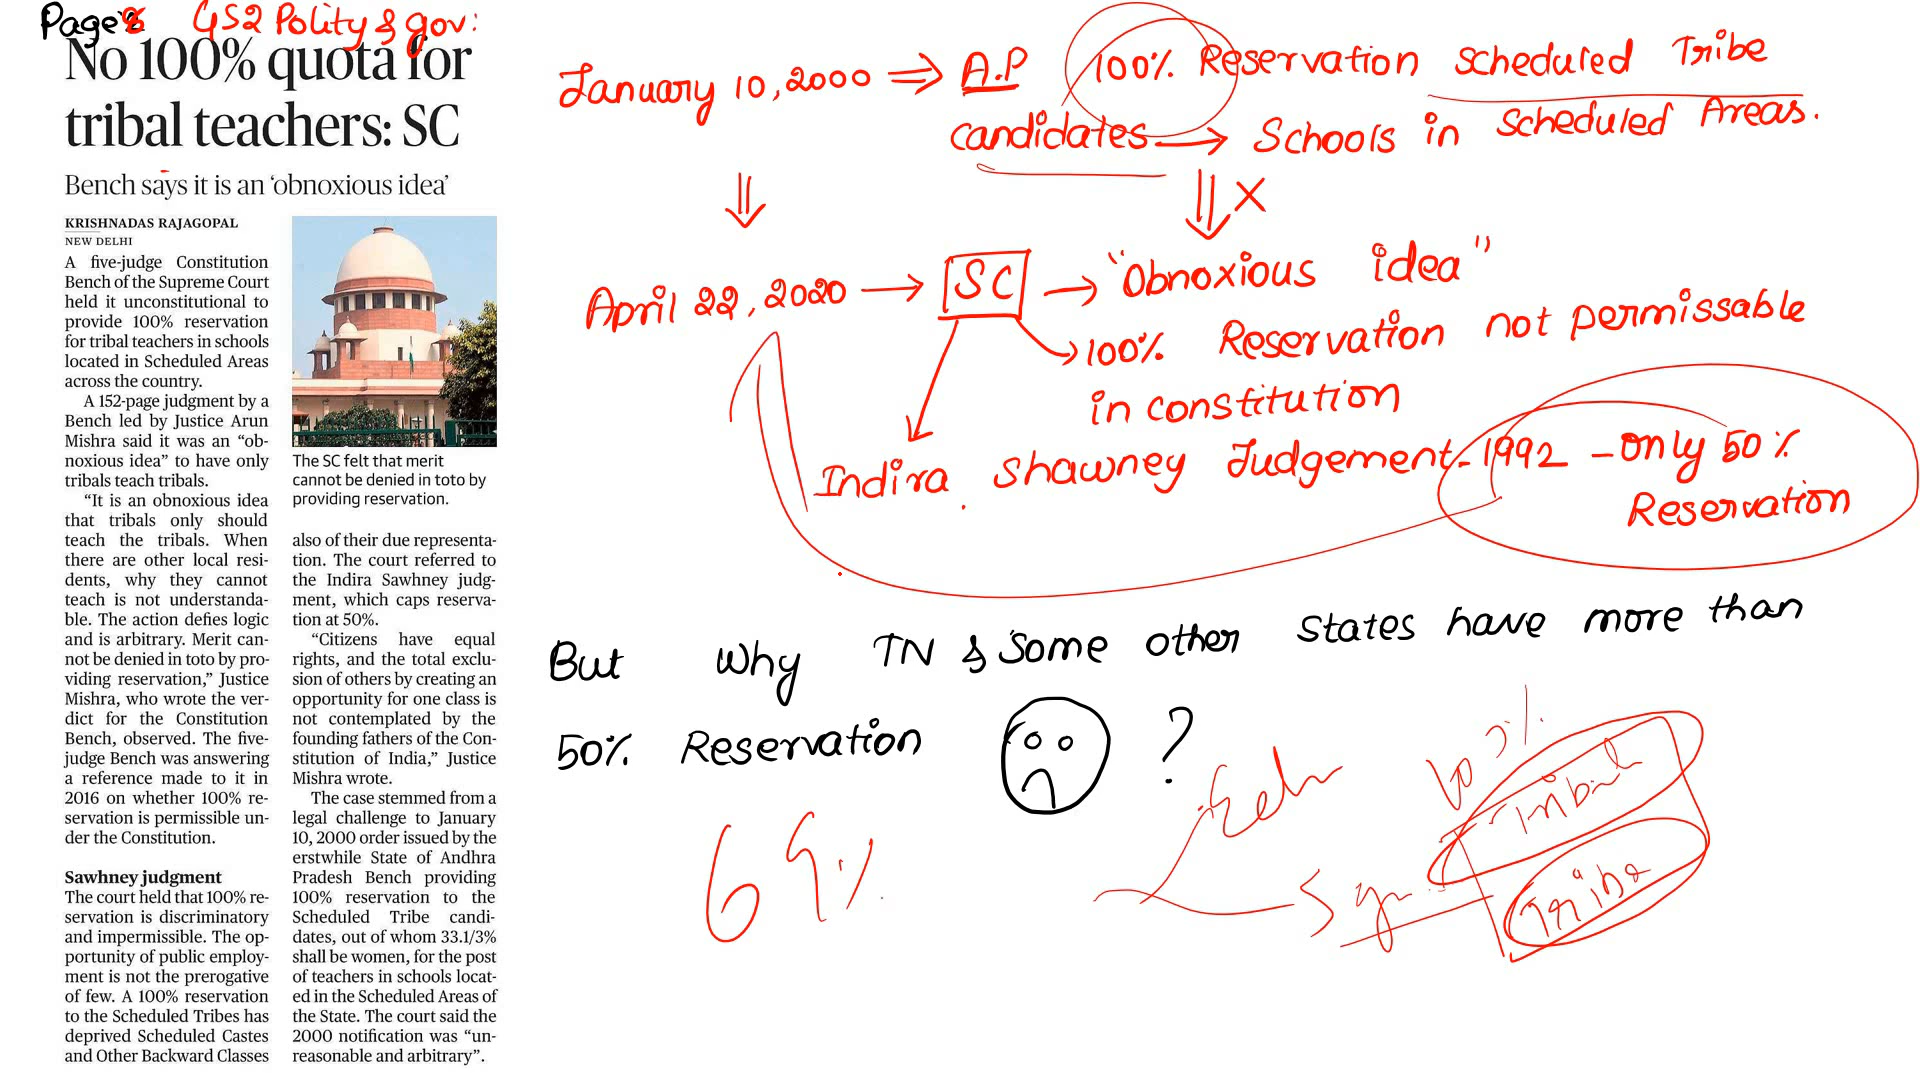 Page 8 GS2 Polity & gov:
No 100% quota for
tribal teachers: SC
Bench says it is an ‘obnoxious idea’
KRISHNADAS RAJAGOPAL
NEW DELHI
A five-judge Constitution
Bench of the Supreme Court
held it unconstitutional to
provide 100% reservation
for tribal teachers in schools
located in Scheduled Areas
across the country.
A 152-page judgment by a
Bench led by Justice Arun
Mishra said it was an “ob-
noxious idea” to have only
tribals teach tribals.
“It is an obnoxious idea
that tribals only should
teach the tribals. When
there are other local resi-
dents, why they cannot
teach is not understanda-
ble. The action defies logic
and is arbitrary. Merit can-
not be denied in toto by pro-
viding reservation,” Justice
Mishra, who wrote the ver-
dict for the Constitution
Bench, observed. The five-
judge Bench was answering
a reference made to it in
2016 on whether 100% re-
servation is permissible un-
der the Constitution.
Sawhney judgment
The court held that 100% re-
servation is discriminatory
and impermissible. The op-
portunity of public employ-
ment is not the prerogative
of few. A 100% reservation
to the Scheduled Tribes has
deprived Scheduled Castes
and Other Backward Classes
The SC felt that merit
cannot be denied in toto by
providing reservation.
also of their due representa-
tion. The court referred to
the Indira Sawhney judg-
ment, which caps reserva-
tion at 50%.
“Citizens have equal
rights, and the total exclu-
sion of others by creating an
opportunity for one class is
not contemplated by the
founding fathers of the Con-
stitution of India,” Justice
Mishra wrote.
The case stemmed from a
legal challenge to January
10, 2000 order issued by the
erstwhile State of Andhra
Pradesh Bench providing
100% reservation to the
Scheduled Tribe candi-
dates, out of whom 33.1/3%
shall be women, for the post
of teachers in schools locat-
ed in the Scheduled Areas of
the State. The court said the
2000 notification was “un-
reasonable and arbitrary”.
January 10, 2000 ⇒ A.P 100% Reservation scheduled Tribe
candidates → Schools in Scheduled Areas.
X
April 22, 2020 → SC → "Obnoxious idea"
→ 100% Reservation not permissable
in constitution
Indira Shawney Judgement - 1992 - only 50%
Reservation
But Why TN & Some other States have more than
50% Reservation ?
69%
100%
Tribal
Tribe